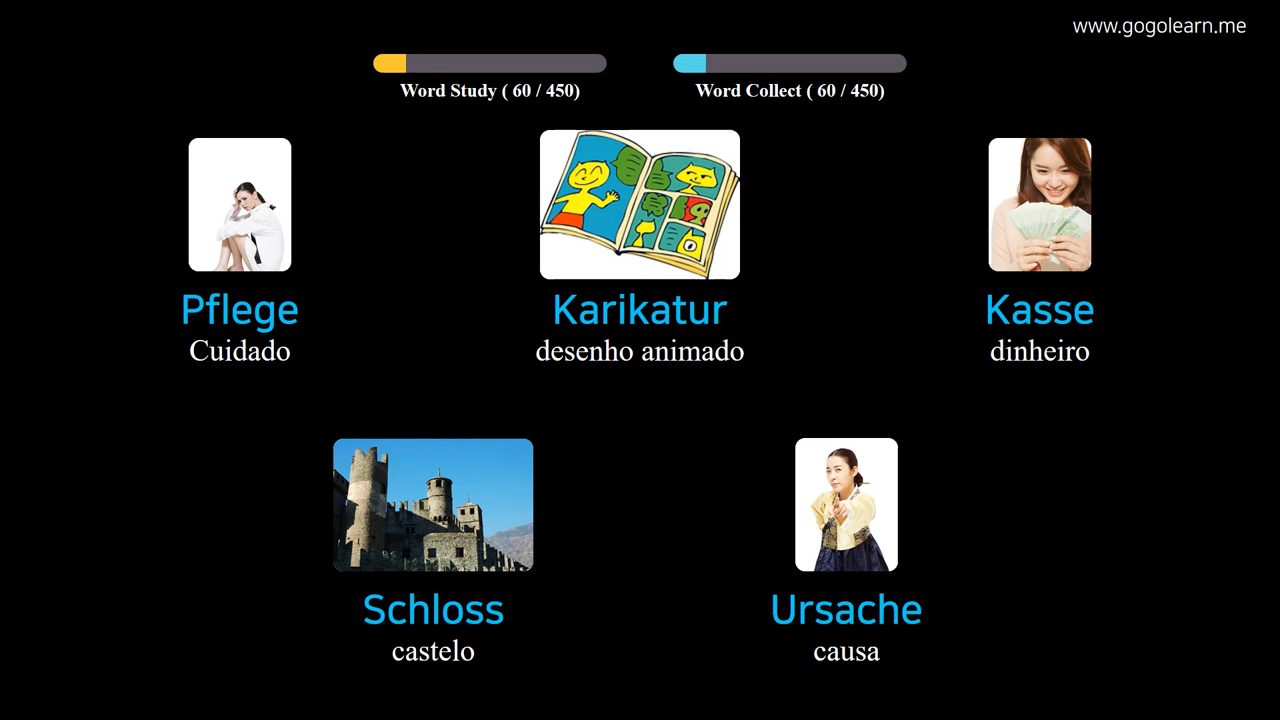 www.gogolearn.me
Word Study ( 60 / 450)
Word Collect ( 60 / 450)
Pflege
Cuidado
Karikatur
desenho animado
Kasse
dinheiro
Schloss
castelo
Ursache
causa